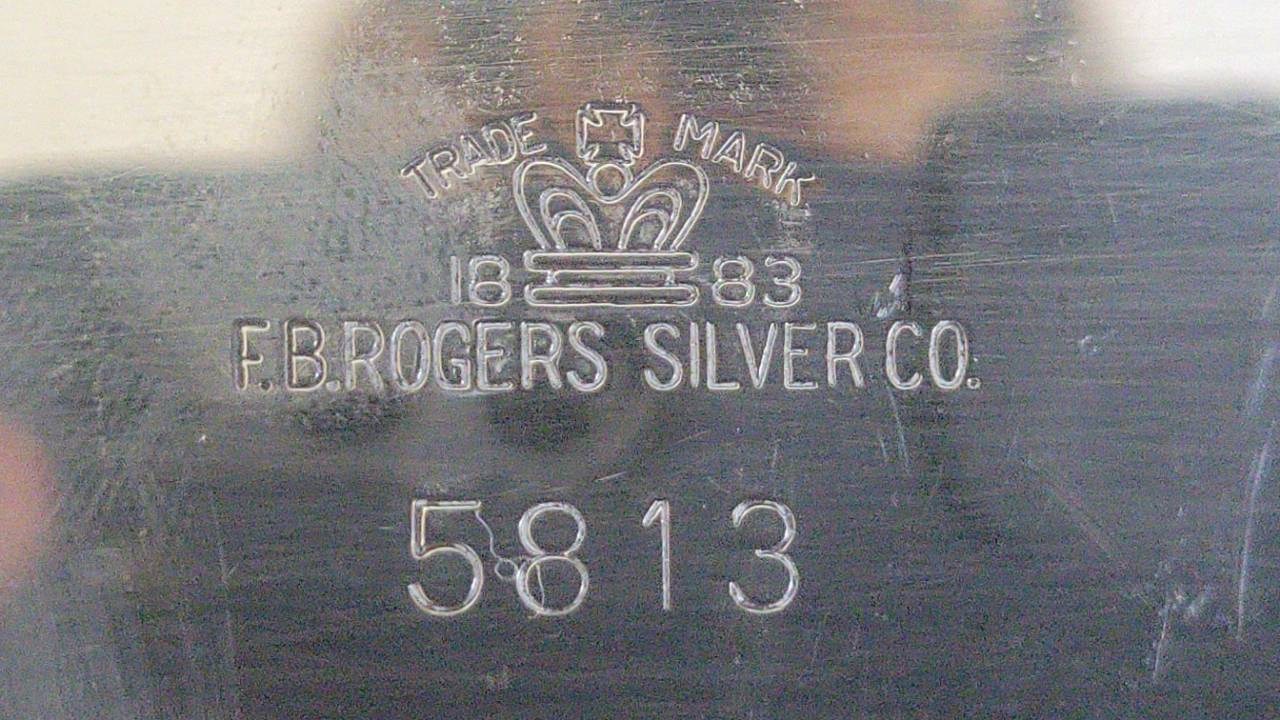 TRADE MARK
18 83
F.B.ROGERS SILVER CO.
5813